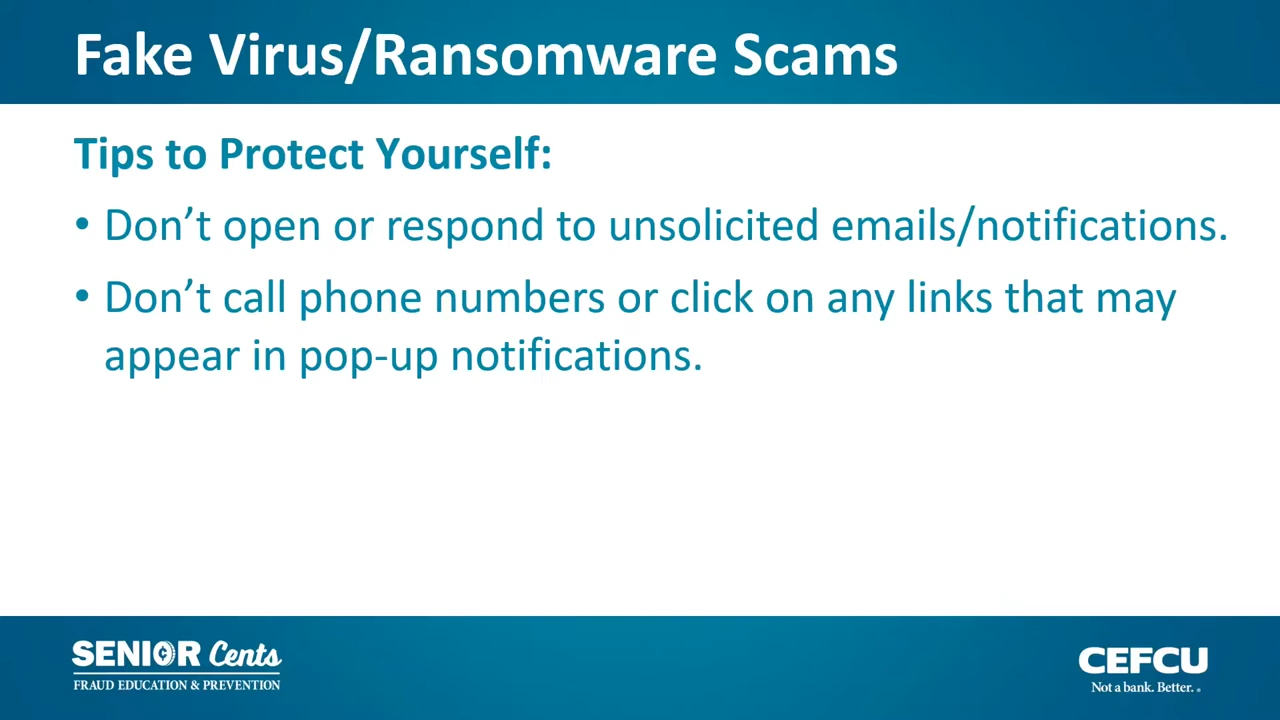 Fake Virus/Ransomware Scams
Tips to Protect Yourself:
• Don’t open or respond to unsolicited emails/notifications.
• Don’t call phone numbers or click on any links that may
appear in pop-up notifications.
SENIOR Cents
FRAUD EDUCATION & PREVENTION
CEFCU
Not a bank. Better.®